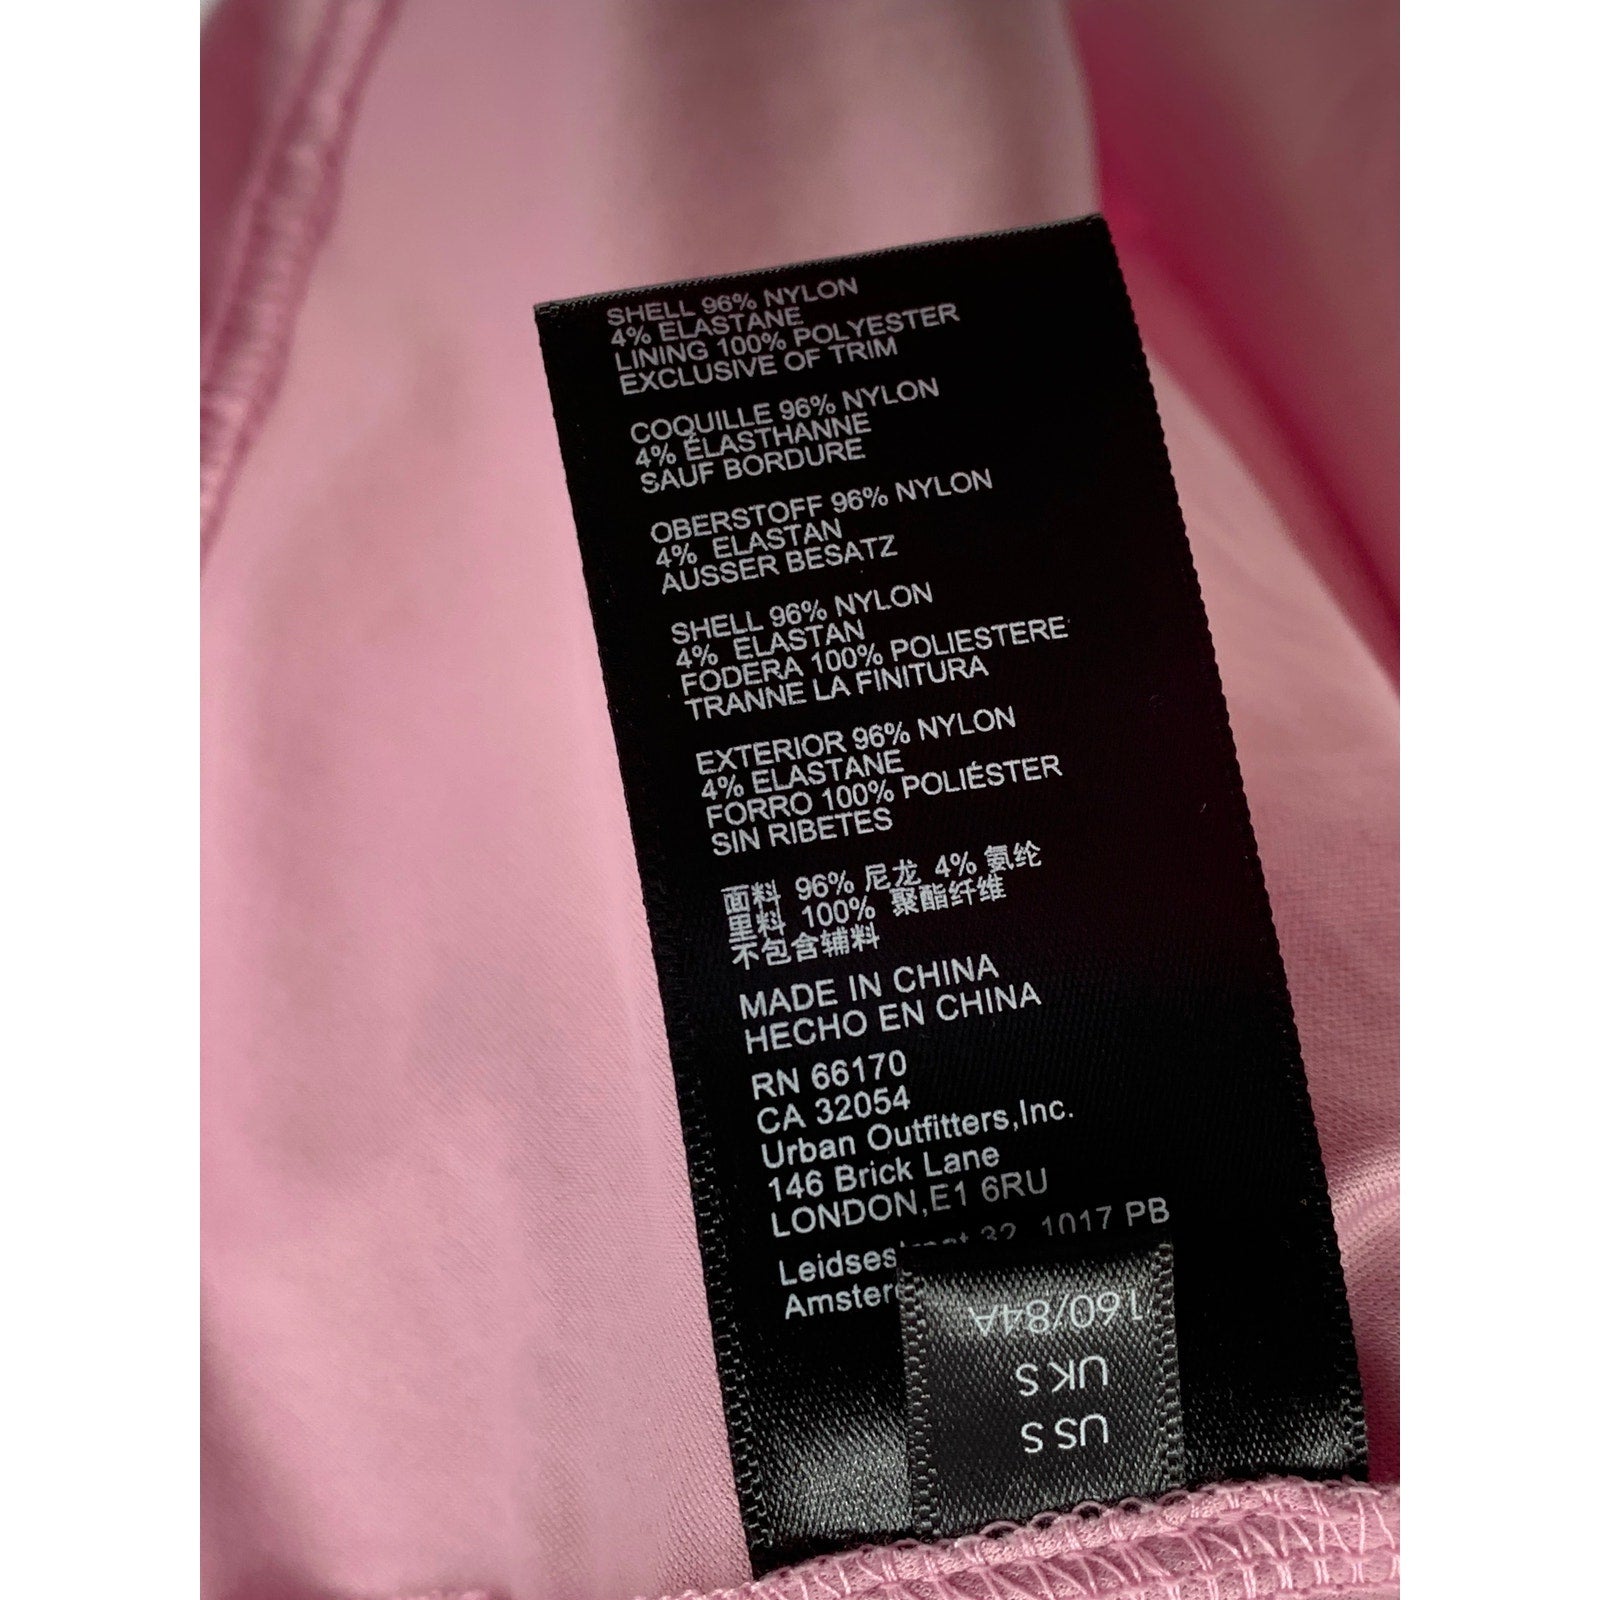 SHELL 96% NYLON
4% ELASTANE
LINING 100% POLYESTER
EXCLUSIVE OF TRIM
COQUILLE 96% NYLON
4% ÉLASTHANNE
SAUF BORDURE
OBERSTOFF 96% NYLON
4% ELASTAN
AUSSER BESATZ
SHELL 96% NYLON
4% ELASTAN
FODERA 100% POLIESTERE
TRANNE LA FINITURA
EXTERIOR 96% NYLON
4% ELASTANE
FORRO 100% POLIÉSTER
SIN RIBETES
面料 96% 尼龙 4% 氨纶
里料 100% 聚酯纤维
不包含辅料
MADE IN CHINA
HECHO EN CHINA
RN 66170
CA 32054
Urban Outfitters,Inc.
146 Brick Lane
LONDON,E1 6RU
32 1017 PB
US S
UK S
160/84A